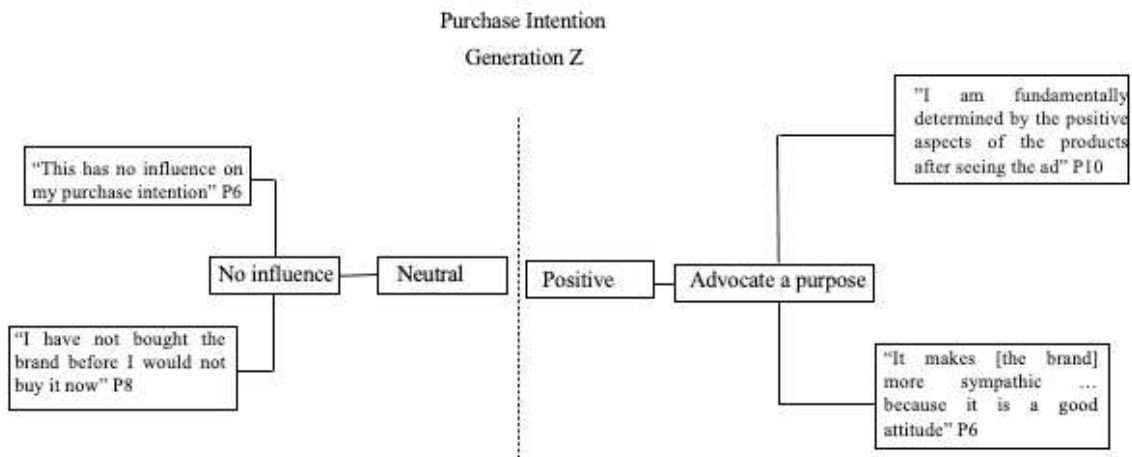 Purchase Intention
Generation Z
“This has no influence on
my purchase intention” P6
No influence
Neutral
“I have not bought the
brand before I would not
buy it now” P8
Positive
Advocate a purpose
”I am fundamentally
determined by the positive
aspects of the products
after seeing the ad” P10
“It makes [the brand]
more sympathic …
because it is a good
attitude” P6